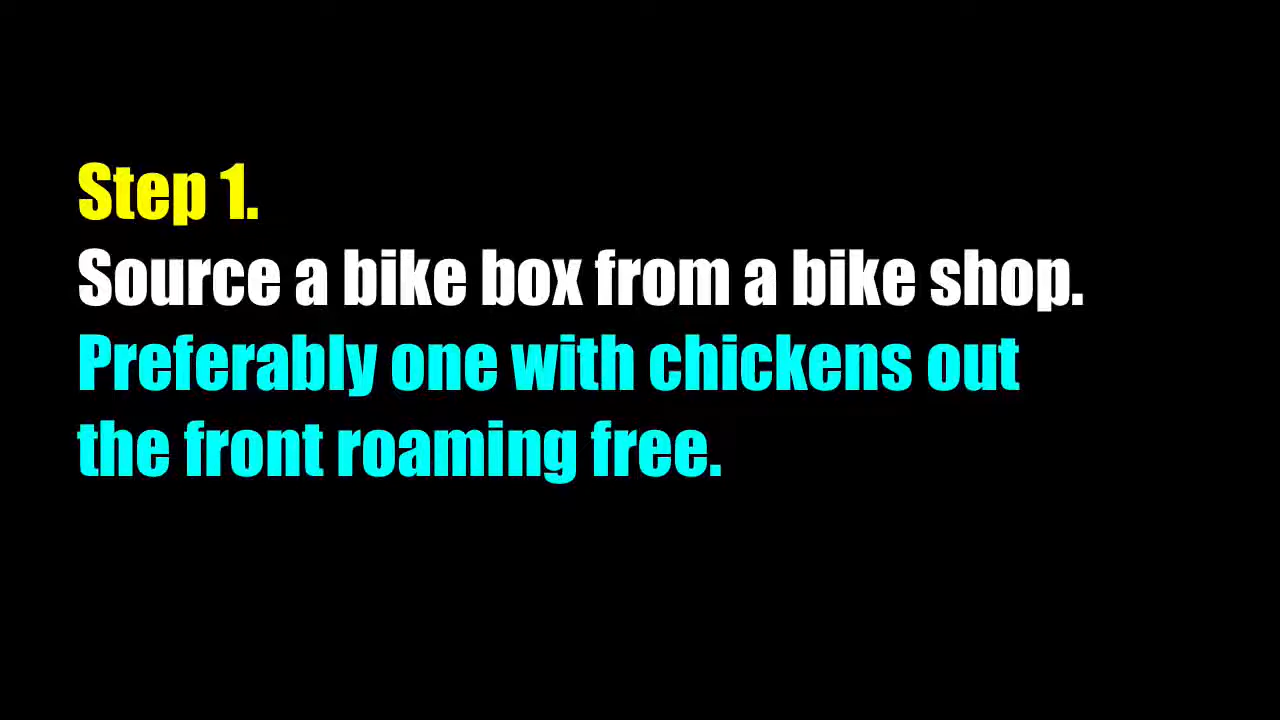 Step 1.
Source a bike box from a bike shop.
Preferably one with chickens out
the front roaming free.